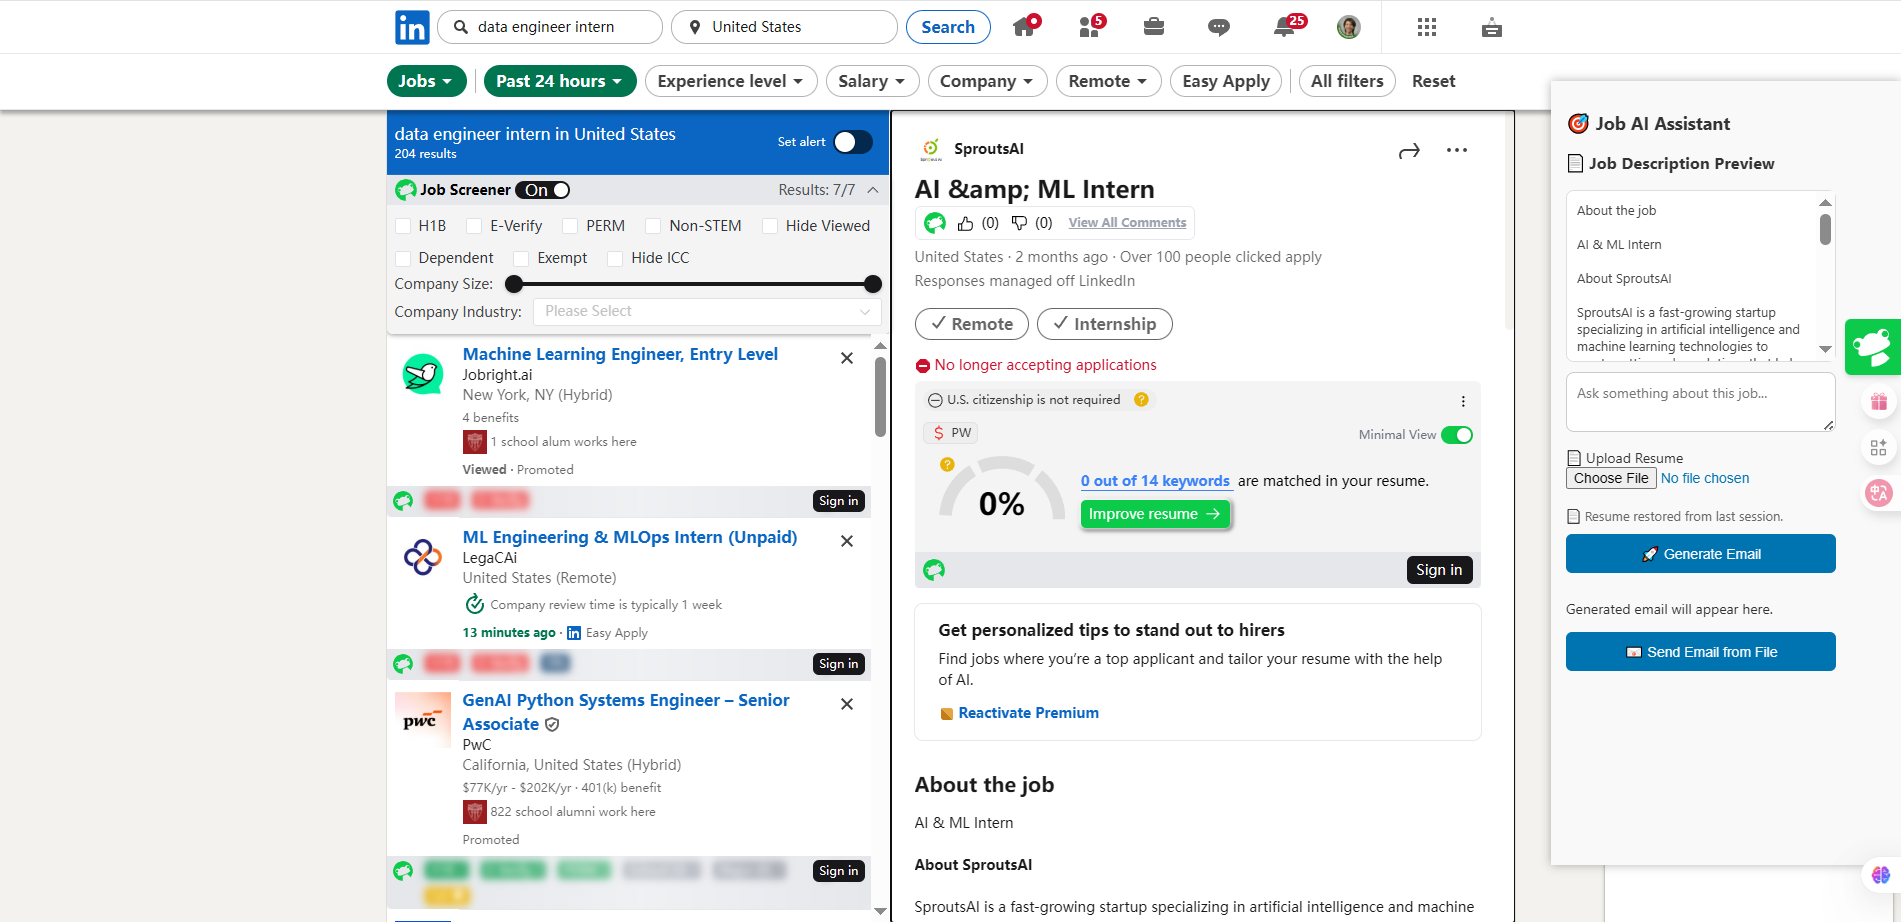 in
data engineer intern
United States
Search
5
25
Jobs
Past 24 hours
Experience level
Salary
Company
Remote
Easy Apply
All filters
Reset
data engineer intern in United States
204 results
Set alert
Job Screener
On
Results: 7/7
H1B
E-Verify
PERM
Non-STEM
Hide Viewed
Dependent
Exempt
Hide ICC
Company Size:
Company Industry:
Please Select
Machine Learning Engineer, Entry Level
Jobright.ai
New York, NY (Hybrid)
4 benefits
1 school alum works here
Viewed · Promoted
Sign in
ML Engineering & MLOps Intern (Unpaid)
LegaCAi
United States (Remote)
Company review time is typically 1 week
13 minutes ago · in Easy Apply
Sign in
pwc
GenAI Python Systems Engineer – Senior
Associate
PwC
California, United States (Hybrid)
$77K/yr - $202K/yr · 401(k) benefit
822 school alumni work here
Promoted
Sign in
SproutsAI
AI &amp; ML Intern
(0)
(0)
View All Comments
United States · 2 months ago · Over 100 people clicked apply
Responses managed off LinkedIn
Remote
Internship
No longer accepting applications
U.S. citizenship is not required
?
$ PW
Minimal View
?
0%
0 out of 14 keywords are matched in your resume.
Improve resume →
Sign in
Get personalized tips to stand out to hirers
Find jobs where you're a top applicant and tailor your resume with the help
of AI.
Reactivate Premium
About the job
AI & ML Intern
About SproutsAI
SproutsAI is a fast-growing startup specializing in artificial intelligence and machine
Job AI Assistant
Job Description Preview
About the job
AI & ML Intern
About SproutsAI
SproutsAI is a fast-growing startup
specializing in artificial intelligence and
machine learning technologies to
Ask something about this job...
Upload Resume
Choose File
No file chosen
Resume restored from last session.
Generate Email
Generated email will appear here.
Send Email from File